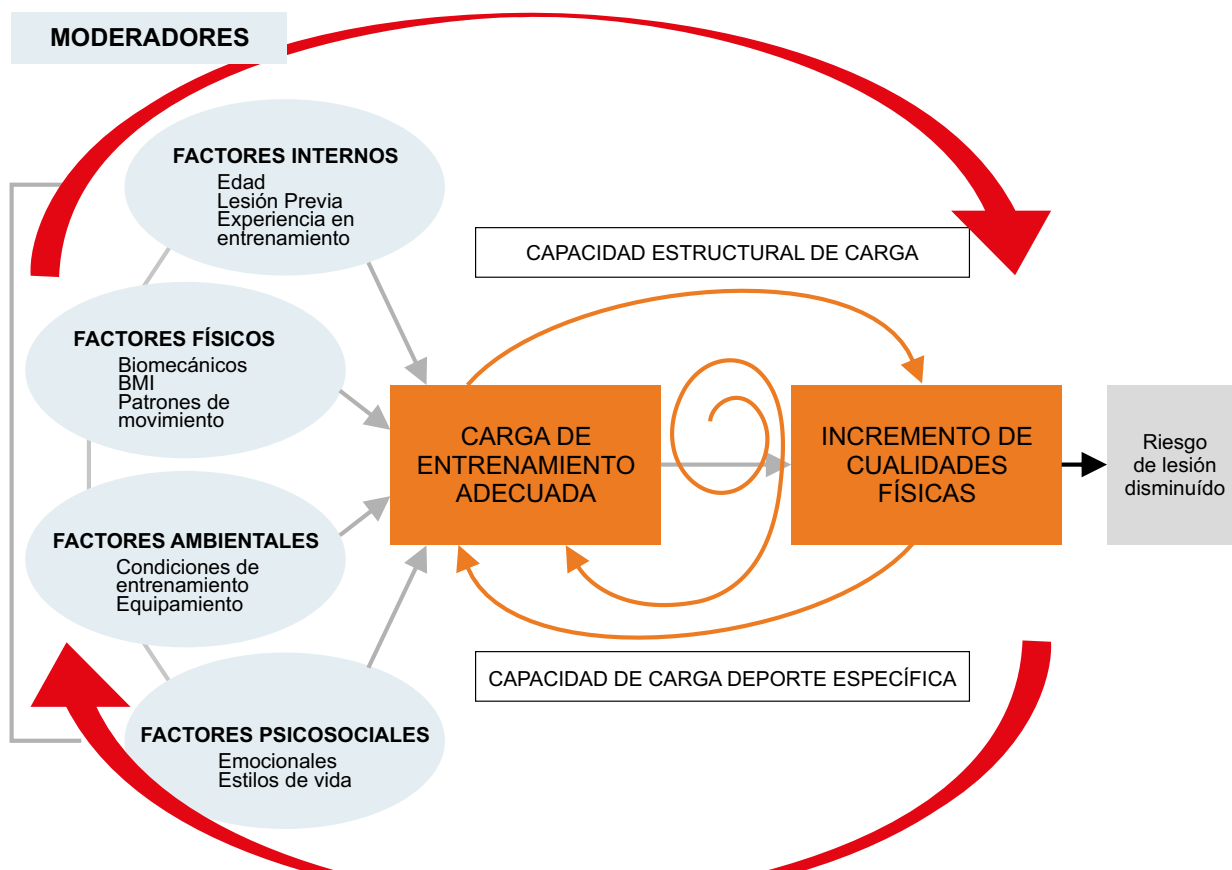 MODERADORES
FACTORES INTERNOS
Edad
Lesión Previa
Experiencia en
entrenamiento
FACTORES FÍSICOS
Biomecánicos
BMI
Patrones de
movimiento
FACTORES AMBIENTALES
Condiciones de
entrenamiento
Equipamiento
FACTORES PSICOSOCIALES
Emocionales
Estilos de vida
CAPACIDAD ESTRUCTURAL DE CARGA
CARGA DE
ENTRENAMIENTO
ADECUADA
INCREMENTO DE
CUALIDADES
FÍSICAS
Riesgo
de lesión
disminuído
CAPACIDAD DE CARGA DEPORTE ESPECÍFICA